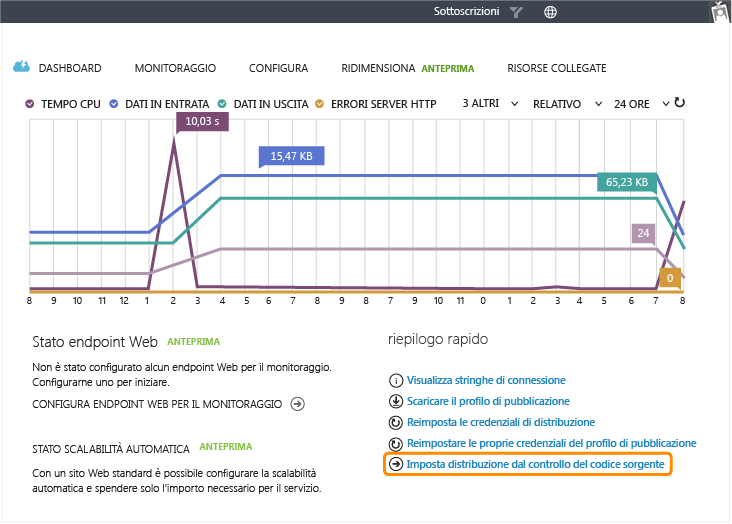 Sottoscrizioni
DASHBOARD MONITORAGGIO CONFIGURA RIDIMENSIONA ANTEPRIMA RISORSE COLLEGATE
TEMPO CPU DATI IN ENTRATA DATI IN USCITA ERRORI SERVER HTTP 3 ALTRI RELATIVO 24 ORE
10,03 s
15,47 KB
65,23 KB
24
0
8 9 10 11 12 1 2 3 4 5 6 7 8 9 8 9 10 11 0 1 2 3 4 5 6 7 8
Stato endpoint Web ANTEPRIMA
Non è stato configurato alcun endpoint Web per il monitoraggio.
Configurarne uno per iniziare.
CONFIGURA ENDPOINT WEB PER IL MONITORAGGIO
STATO SCALABILITÀ AUTOMATICA ANTEPRIMA
Con un sito Web standard è possibile configurare la scalabilità
automatica e spendere solo l'importo necessario per il servizio.
riepilogo rapido
Visualizza stringhe di connessione
Scaricare il profilo di pubblicazione
Reimposta le credenziali di distribuzione
Reimpostare le proprie credenziali del profilo di pubblicazione
Imposta distribuzione dal controllo del codice sorgente